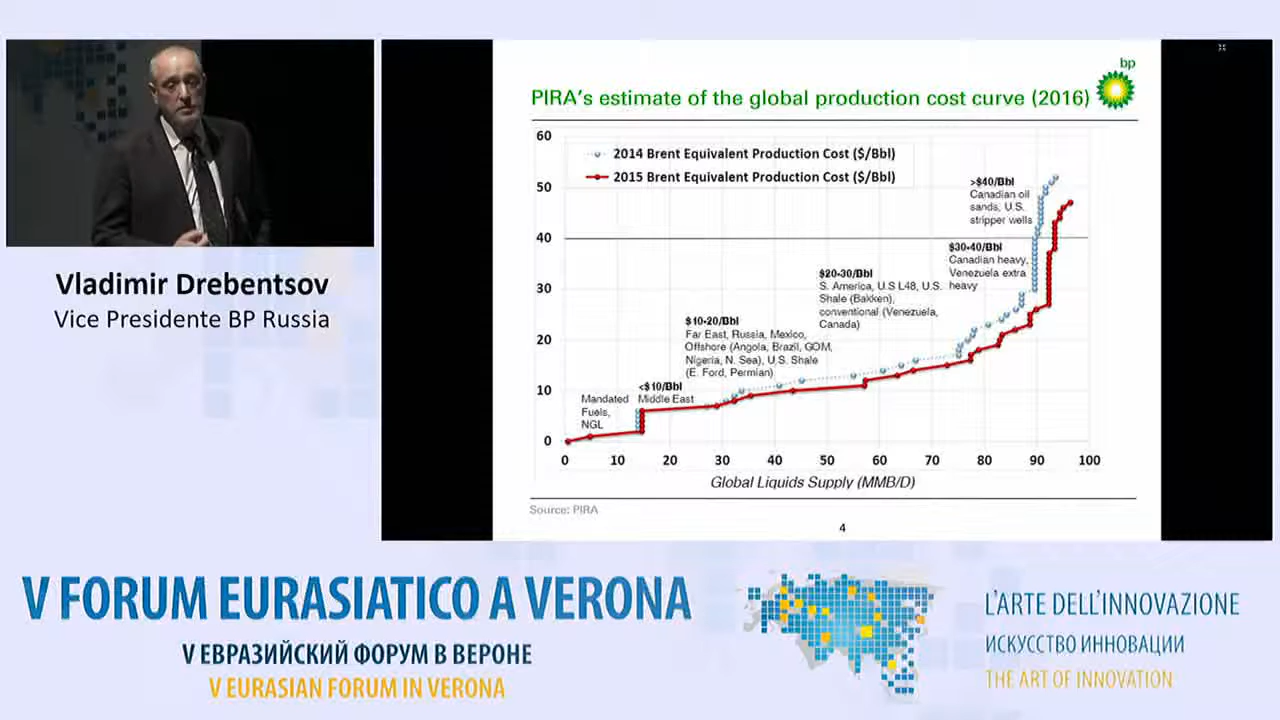 Vladimir Drebentsov
Vice Presidente BP Russia
bp
PIRA's estimate of the global production cost curve (2016)
60
50
40
30
20
10
0
2014 Brent Equivalent Production Cost ($/Bbl)
2015 Brent Equivalent Production Cost ($/Bbl)
>$40/Bbl
Canadian oil
sands, U.S.
stripper wells
$30-40/Bbl
Canadian heavy,
Venezuela extra
heavy
$20-30/Bbl
S. America, U.S L48, U.S.
Shale (Bakken),
conventional (Venezuela,
Canada)
$10-20/Bbl
Far East, Russia, Mexico,
Offshore (Angola, Brazil, GOM,
Nigeria, N. Sea), U.S. Shale
(E. Ford, Permian)
<$10/Bbl
Middle East
Mandated
Fuels,
NGL
0 10 20 30 40 50 60 70 80 90 100
Global Liquids Supply (MMB/D)
Source: PIRA
4
V FORUM EURASIATICO A VERONA
V ЕВРАЗИЙСКИЙ ФОРУМ В ВЕРОНЕ
V EURASIAN FORUM IN VERONA
L'ARTE DELL'INNOVAZIONE
ИСКУССТВО ИННОВАЦИИ
THE ART OF INNOVATION